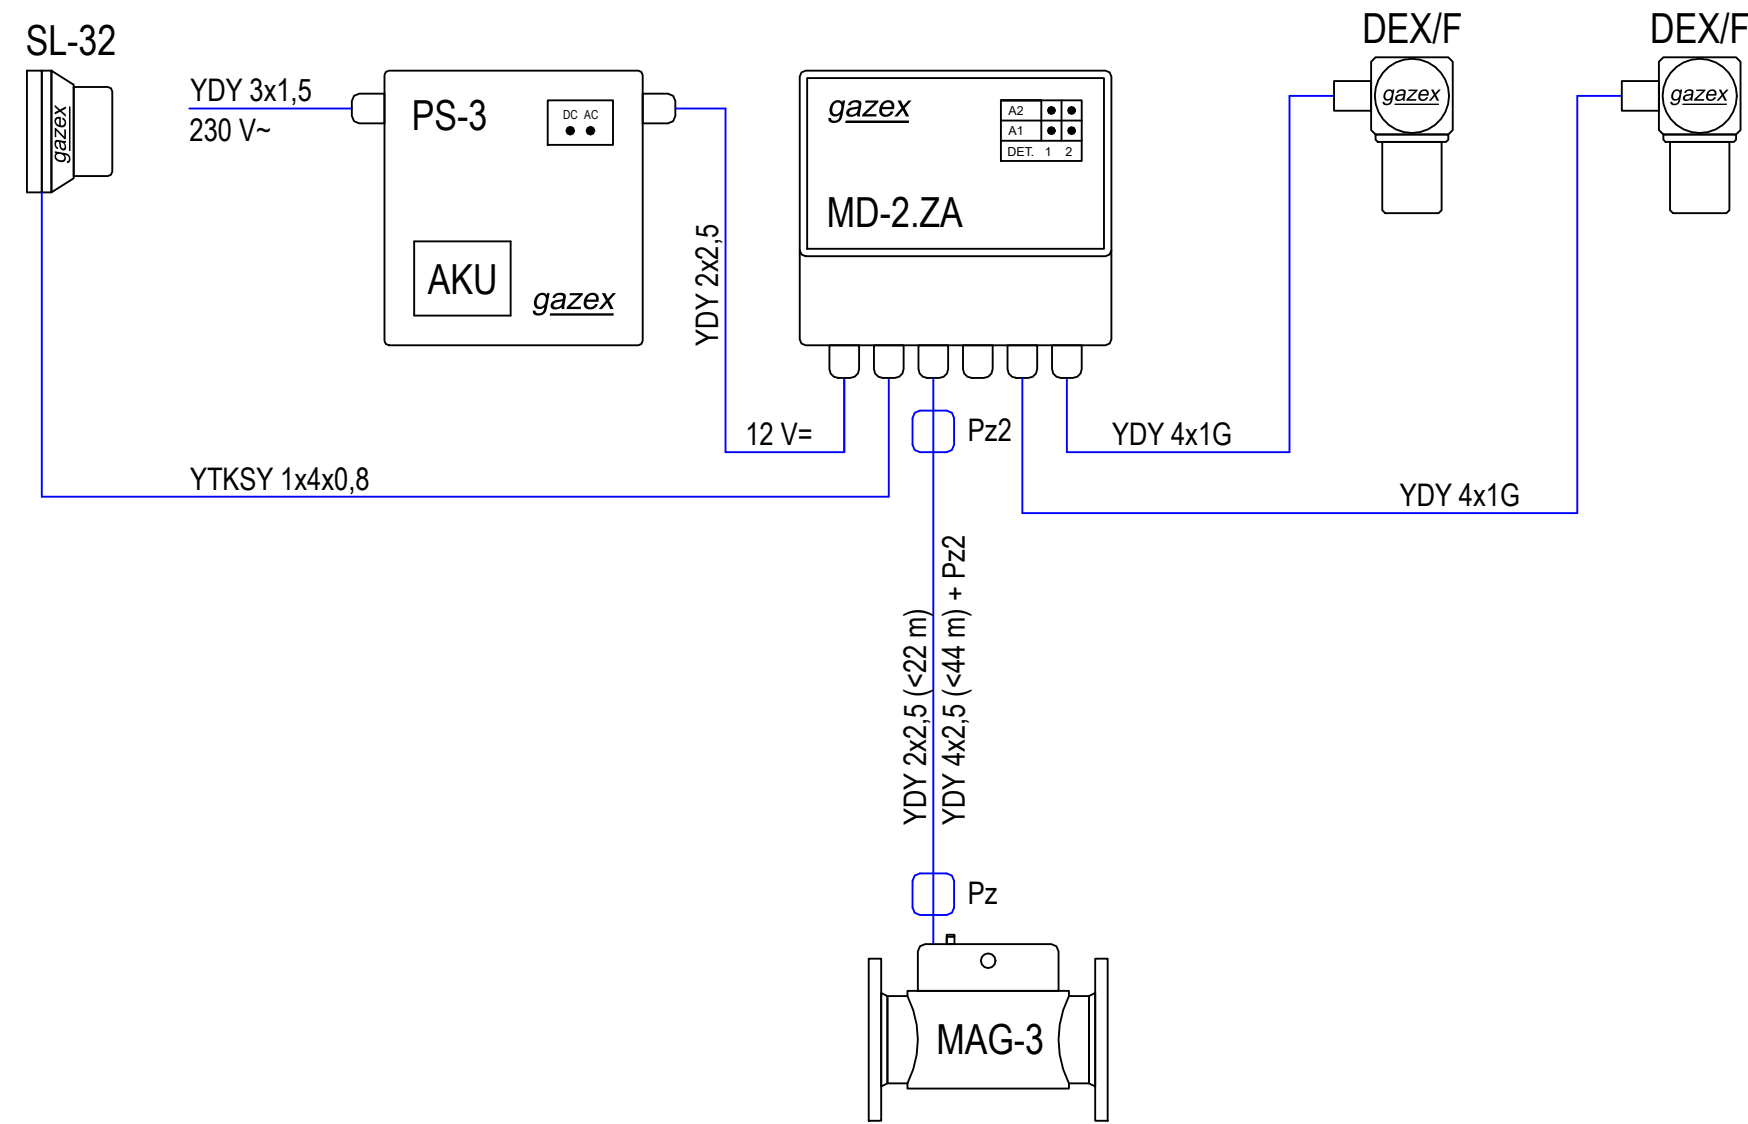 SL-32
gazex
YDY 3x1,5
230 V~
PS-3
DC AC
AKU
gazex
YDY 2x2,5
gazex
A2
A1
DET. 1 2
MD-2.ZA
DEX/F
gazex
DEX/F
gazex
12 V=
Pz2
YDY 4x1G
YTKSY 1x4x0,8
YDY 4x1G
YDY 2x2,5 (<22 m)
YDY 4x2,5 (<44 m) + Pz2
Pz
MAG-3